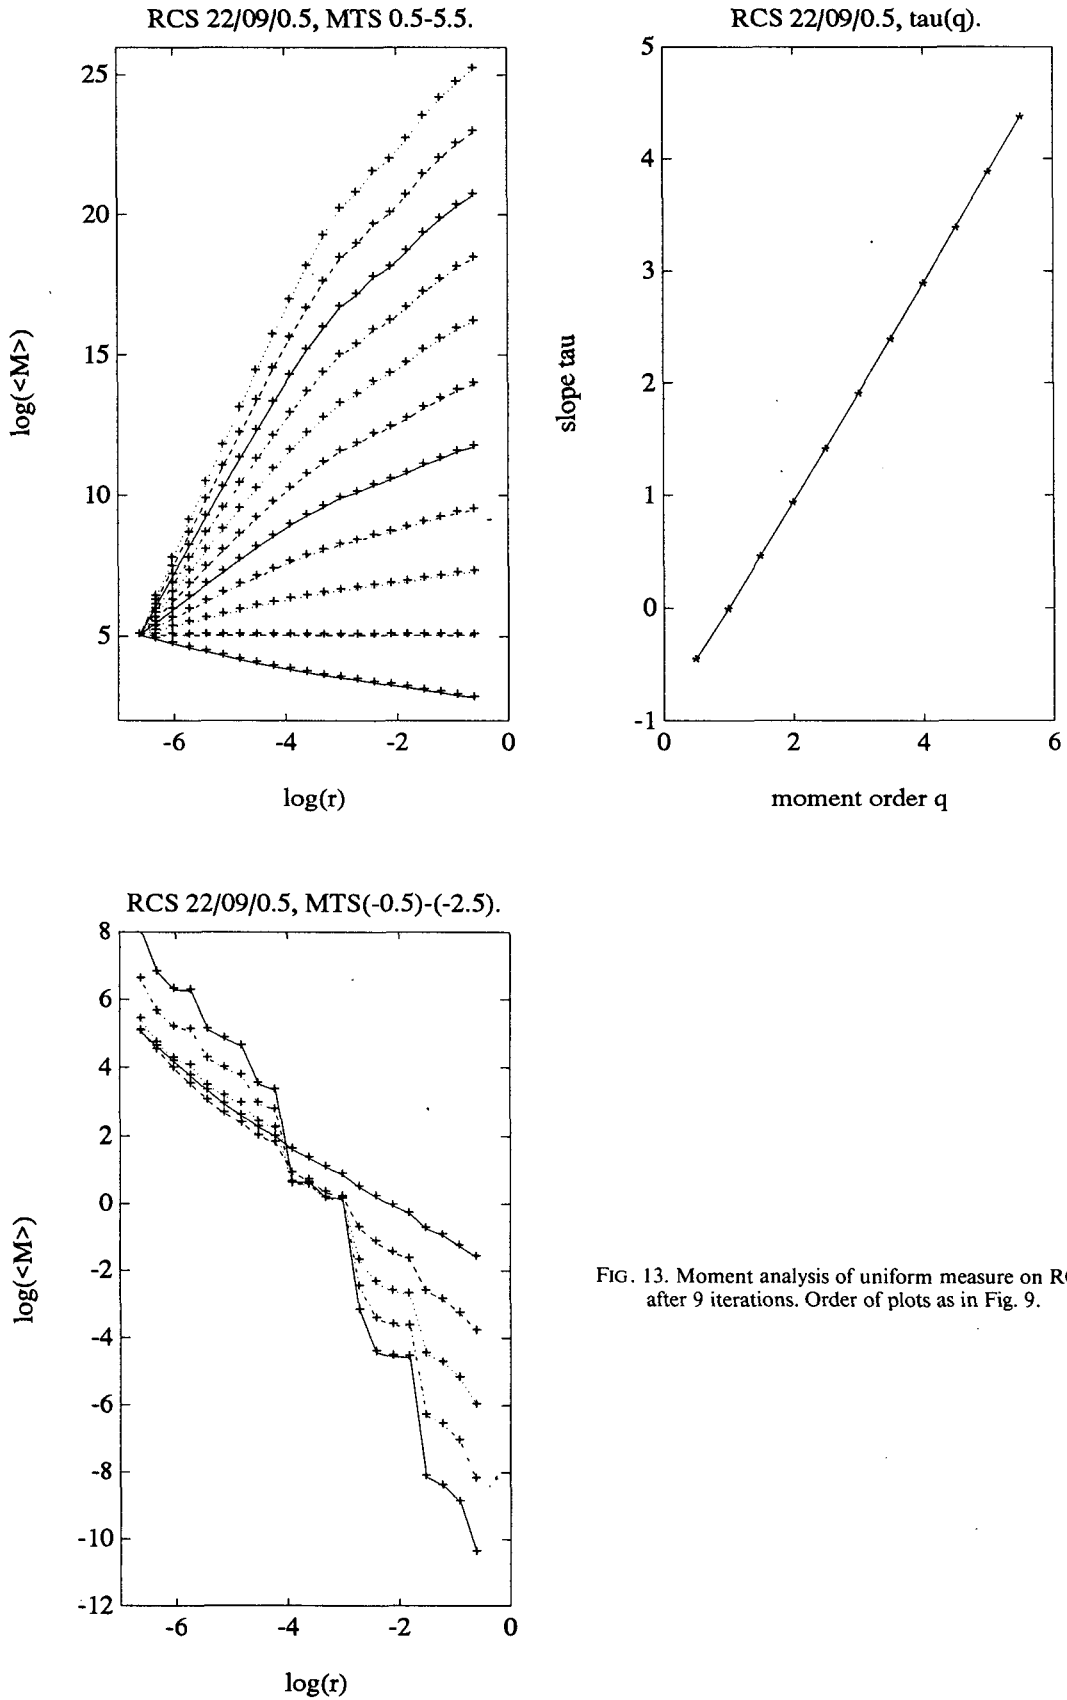 RCS 22/09/0.5, MTS 0.5-5.5.
25
20
15
10
5
-6 -4 -2 0
log(<M>)
log(r)
RCS 22/09/0.5, tau(q).
5
4
3
2
1
0
-1
0 2 4 6
slope tau
moment order q
RCS 22/09/0.5, MTS(-0.5)-(-2.5).
8
6
4
2
0
-2
-4
-6
-8
-10
-12
-6 -4 -2 0
log(<M>)
log(r)
FIG. 13. Moment analysis of uniform measure on
after 9 iterations. Order of plots as in Fig. 9.